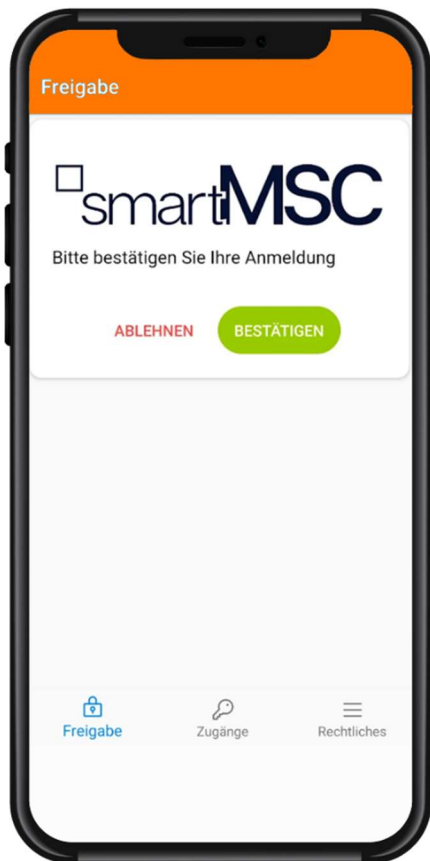 Freigabe
smartMSC
Bitte bestätigen Sie Ihre Anmeldung
ABLEHNEN BESTÄTIGEN
Freigabe Zugänge Rechtliches